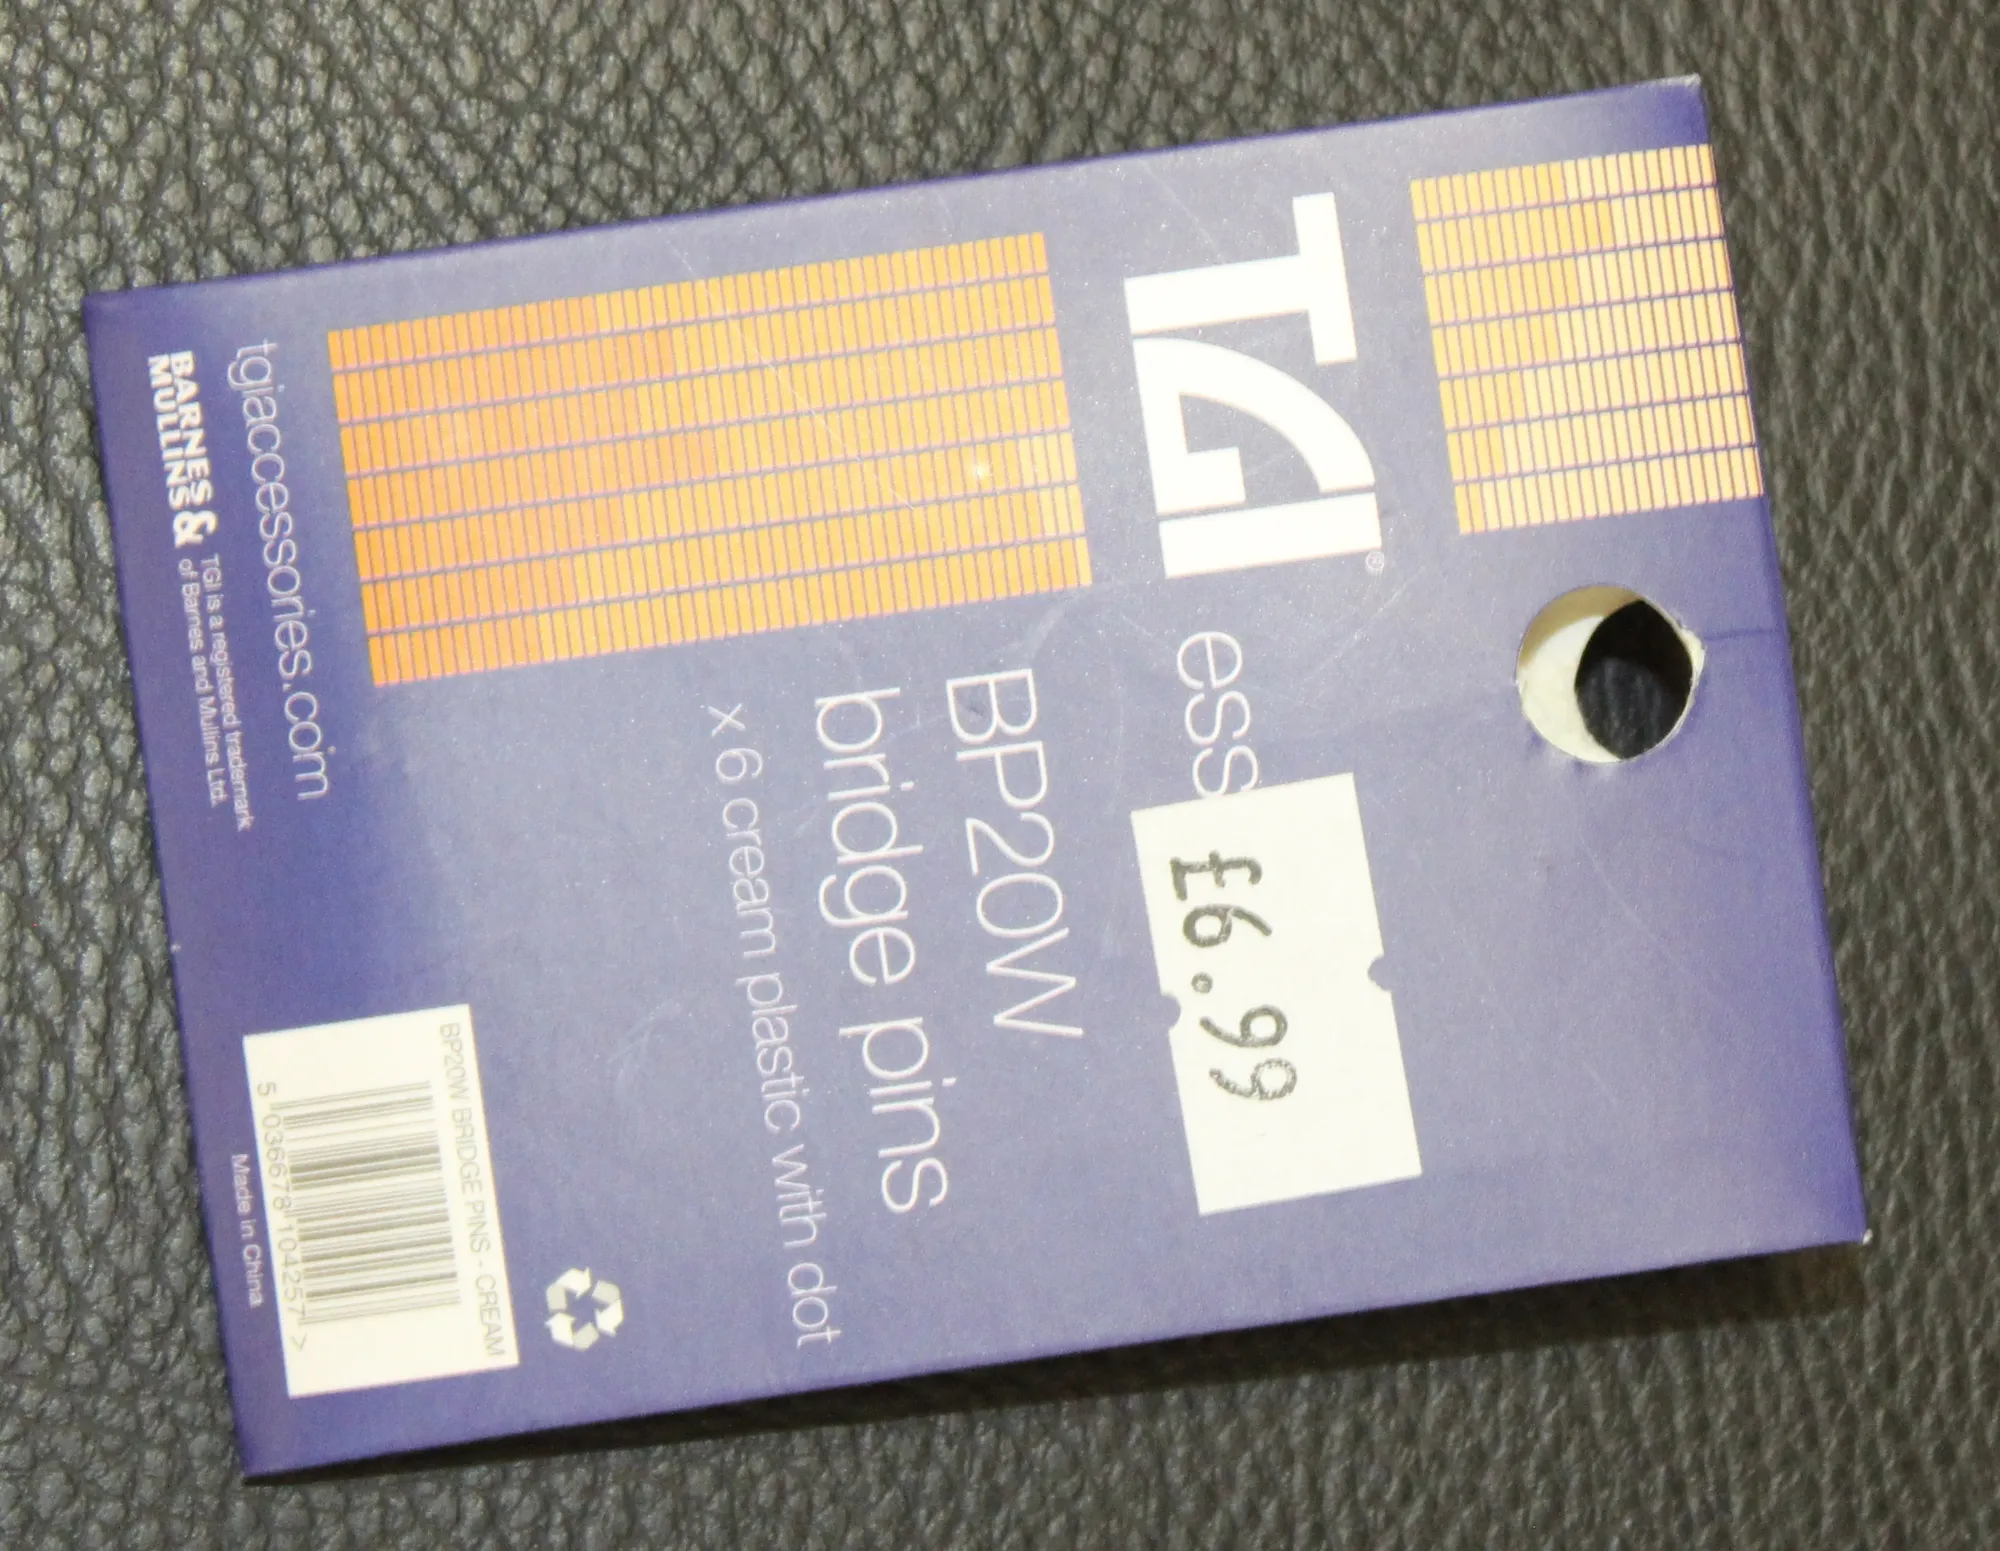 TGI®
ess
£6.99
BP20W
bridge pins
x 6 cream plastic with dot
tgiaccessories.com
BARNES &
MULLINS
TGI is a registered trademark
of Barnes and Mullins Ltd.
BP20W BRIDGE PINS - CREAM
5 036678 104257 >
Made in China